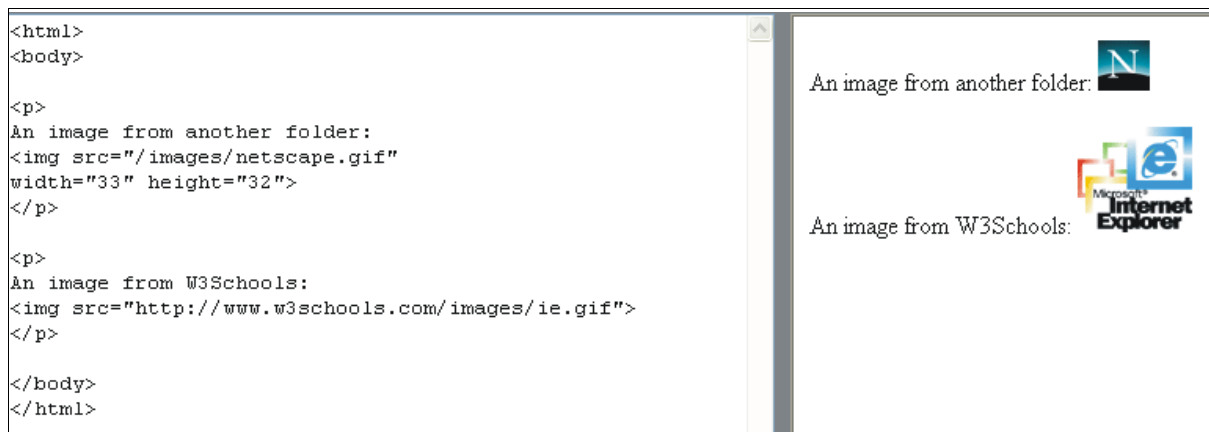 <html>
<body>
<p>
An image from another folder:
<img src="/images/netscape.gif"
width="33" height="32">
</p>
<p>
An image from W3Schools:
<img src="http://www.w3schools.com/images/ie.gif">
</p>
</body>
</html>
An image from another folder:
N
An image from W3Schools:
e
Microsoft®
Internet
Explorer